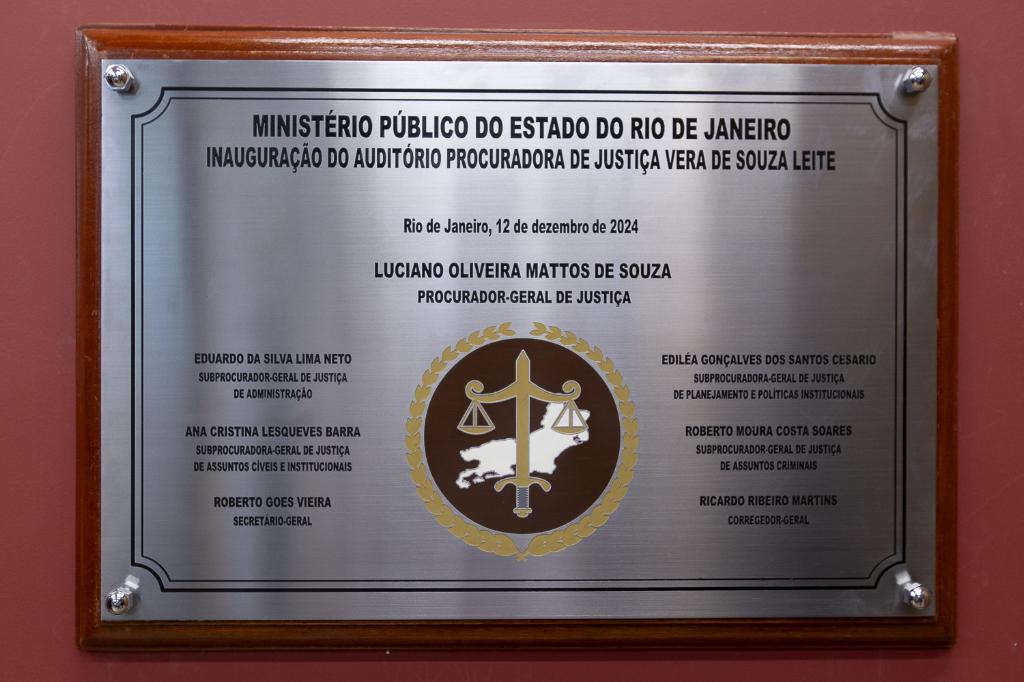 MINISTÉRIO PÚBLICO DO ESTADO DO RIO DE JANEIRO
INAUGURAÇÃO DO AUDITÓRIO PROCURADORA DE JUSTIÇA VERA DE SOUZA LEITE
Rio de Janeiro, 12 de dezembro de 2024
LUCIANO OLIVEIRA MATTOS DE SOUZA
PROCURADOR-GERAL DE JUSTIÇA
EDUARDO DA SILVA LIMA NETO
SUBPROCURADOR-GERAL DE JUSTIÇA
DE ADMINISTRAÇÃO
ANA CRISTINA LESQUEVES BARRA
SUBPROCURADORA-GERAL DE JUSTIÇA
DE ASSUNTOS CÍVEIS E INSTITUCIONAIS
ROBERTO GOES VIEIRA
SECRETÁRIO-GERAL
EDILÉA GONÇALVES DOS SANTOS CESARIO
SUBPROCURADORA-GERAL DE JUSTIÇA
DE PLANEJAMENTO E POLÍTICAS INSTITUCIONAIS
ROBERTO MOURA COSTA SOARES
SUBPROCURADOR-GERAL DE JUSTIÇA
DE ASSUNTOS CRIMINAIS
RICARDO RIBEIRO MARTINS
CORREGEDOR-GERAL